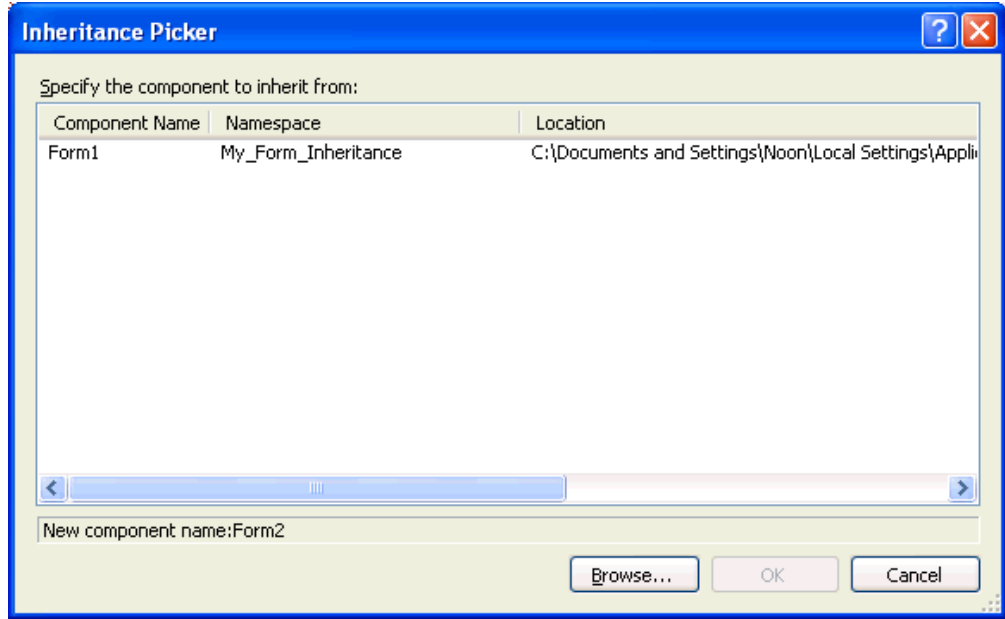 Inheritance Picker
Specify the component to inherit from:
Component Name Namespace Location
Form1 My_Form_Inheritance C:\Documents and Settings\Noon\Local Settings\Appli
New component name:Form2
Browse... OK Cancel